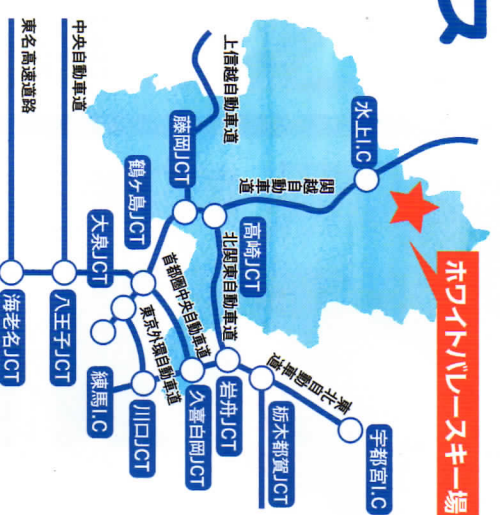 ス
ホワイトバレースキー場
水上I.C
上信越自動車道
関越自動車道
藤岡JCT
高崎JCT
北関東自動車道
東北自動車道
宇都宮I.C
栃木都賀JCT
岩舟JCT
鶴ヶ島JCT
首都圏中央自動車道
久喜白岡JCT
中央自動車道
大泉JCT
東京外環自動車道
川口JCT
練馬I.C
東名高速道路
八王子JCT
海老名JCT